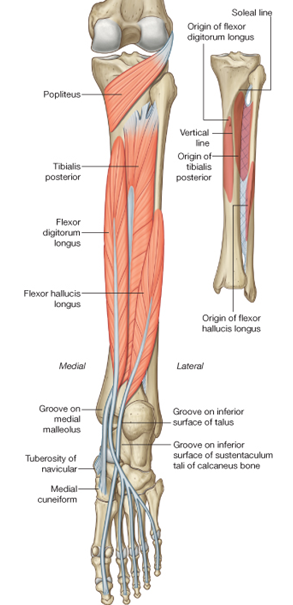 Soleal line
Origin of flexor
digitorum longus
Popliteus
Vertical
line
Origin of
tibialis
posterior
Tibialis
posterior
Flexor
digitorum
longus
Flexor hallucis
longus
Origin of flexor
hallucis longus
Medial
Lateral
Groove on
medial
malleolus
Groove on inferior
surface of talus
Groove on inferior
surface of sustentaculum
tali of calcaneus bone
Tuberosity of
navicular
Medial
cuneiform